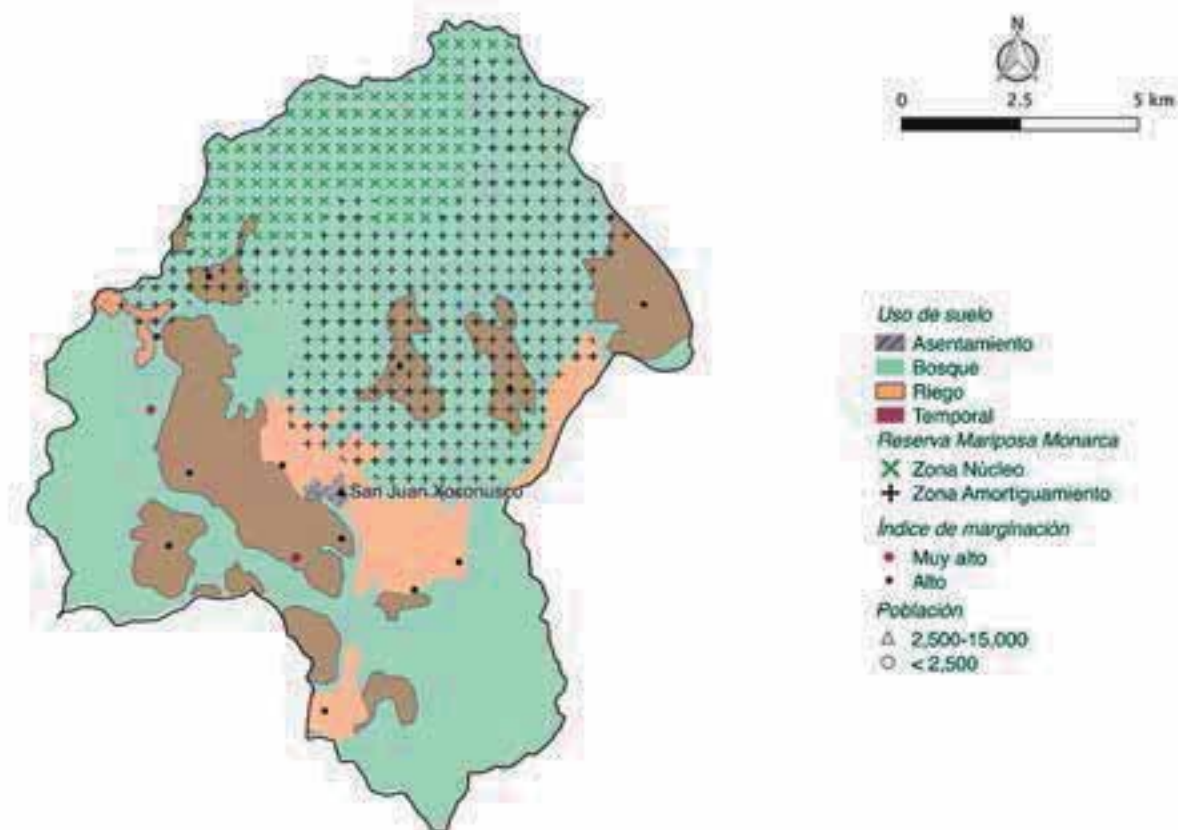 N
0 2.5 5 km
Uso de suelo
Asentamiento
Bosque
Riego
Temporal
Reserva Mariposa Monarca
Zona Núcleo
Zona Amortiguamiento
Índice de marginación
Muy alto
Alto
Población
2,500-15,000
< 2,500
San Juan Xoconusco